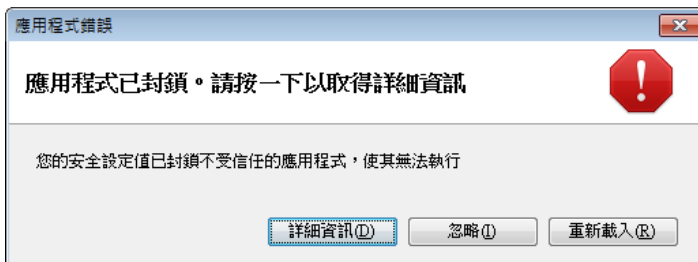 應用程式錯誤
應用程式已封鎖。請按一下以取得詳細資訊
您的安全設定值已封鎖不受信任的應用程式，使其無法執行
詳細資訊(D) 忽略(I) 重新載入(R)